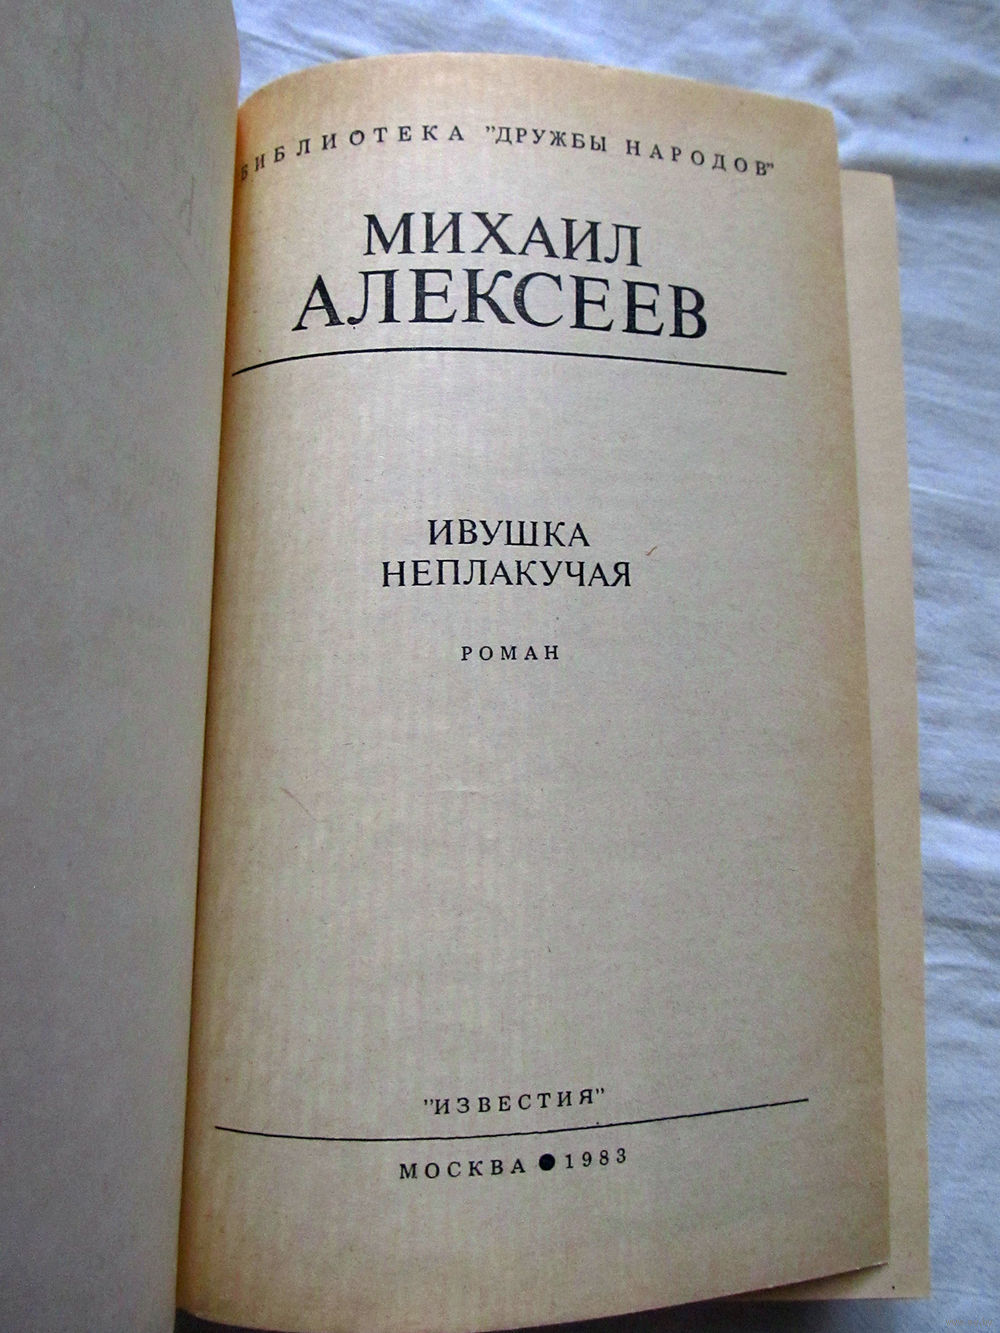 БИБЛИОТЕКА "ДРУЖБЫ НАРОДОВ"
МИХАИЛ
АЛЕКСЕЕВ
ИВУШКА
НЕПЛАКУЧАЯ
РОМАН
"ИЗВЕСТИЯ"
МОСКВА ● 1983